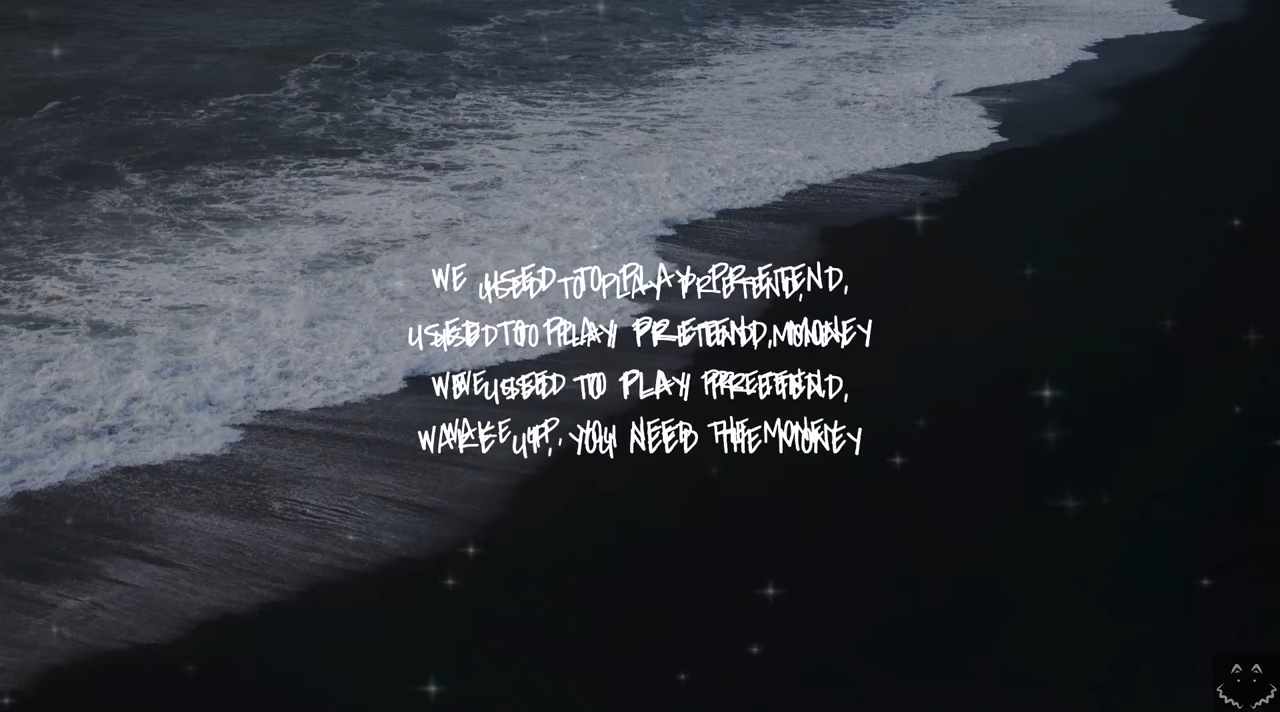 WE USED TO PLAY PRETEND,
USED TO PLAY PRETEND, MONEY
WE USED TO PLAY PRETEND,
WAKE UP, YOU NEED THE MONEY